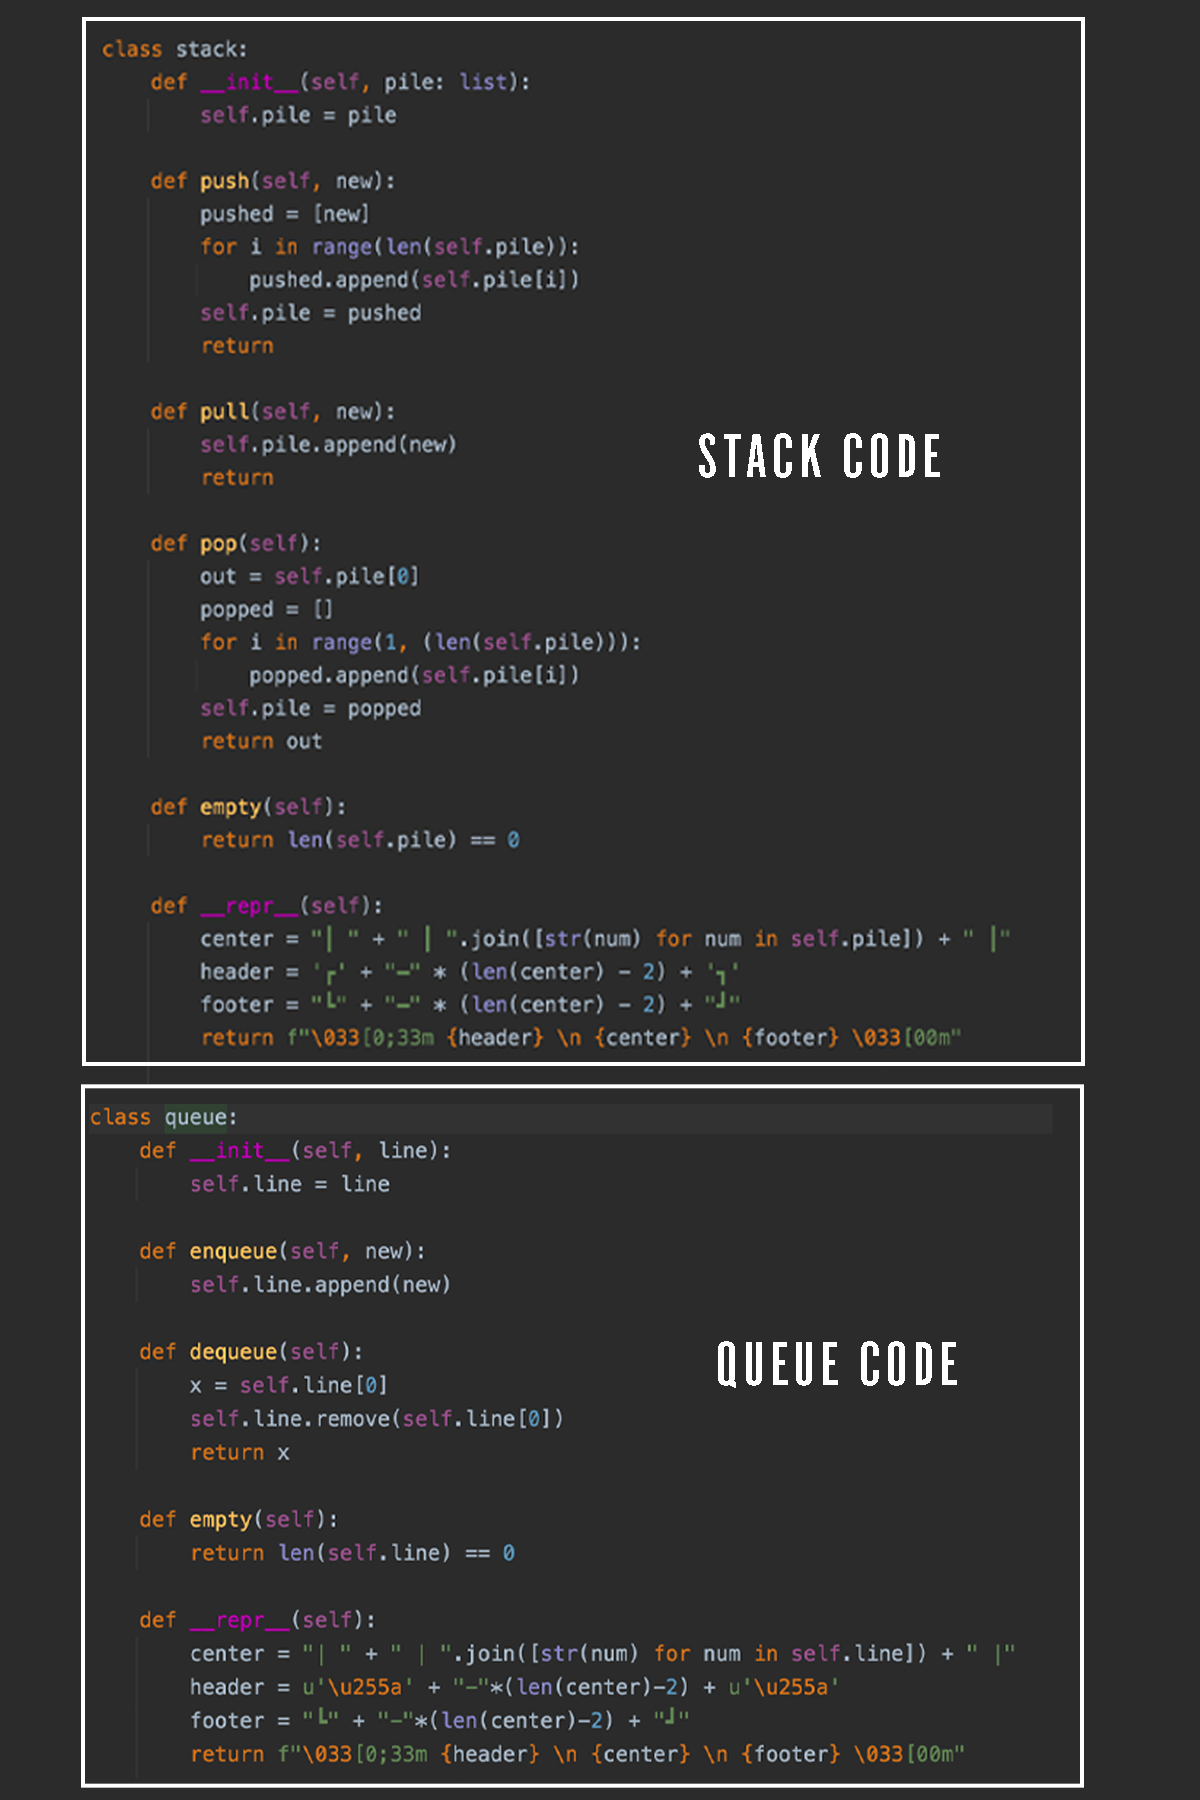 class stack:
    def __init__(self, pile: list):
        self.pile = pile
    def push(self, new):
        pushed = [new]
        for i in range(len(self.pile)):
            pushed.append(self.pile[i])
        self.pile = pushed
        return
    def pull(self, new):
        self.pile.append(new)
        return
STACK CODE
    def pop(self):
        out = self.pile[0]
        popped = []
        for i in range(1, (len(self.pile))):
            popped.append(self.pile[i])
        self.pile = popped
        return out
    def empty(self):
        return len(self.pile) == 0
    def __repr__(self):
        center = "| " + " | ".join([str(num) for num in self.pile]) + " |"
        header = '┏' + "—" * (len(center) - 2) + '┓'
        footer = "┗" + "—" * (len(center) - 2) + "┛"
        return f"\033[0;33m {header} \n {center} \n {footer} \033[00m"
class queue:
    def __init__(self, line):
        self.line = line
    def enqueue(self, new):
        self.line.append(new)
    def dequeue(self):
        x = self.line[0]
        self.line.remove(self.line[0])
        return x
QUEUE CODE
    def empty(self):
        return len(self.line) == 0
    def __repr__(self):
        center = "| " + " | ".join([str(num) for num in self.line]) + " |"
        header = u'\u255a' + "—"*(len(center)-2) + u'\u255a'
        footer = "┗" + "—"*(len(center)-2) + "┛"
        return f"\033[0;33m {header} \n {center} \n {footer} \033[00m"